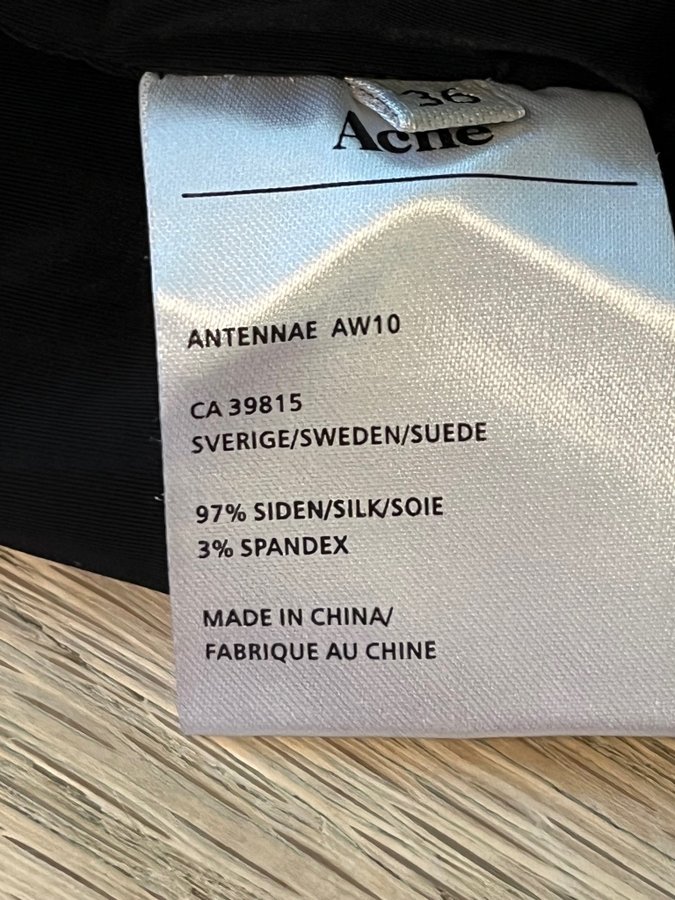 36
Acne
ANTENNAE AW10
CA 39815
SVERIGE/SWEDEN/SUEDE
97% SIDEN/SILK/SOIE
3% SPANDEX
MADE IN CHINA/
FABRIQUE AU CHINE